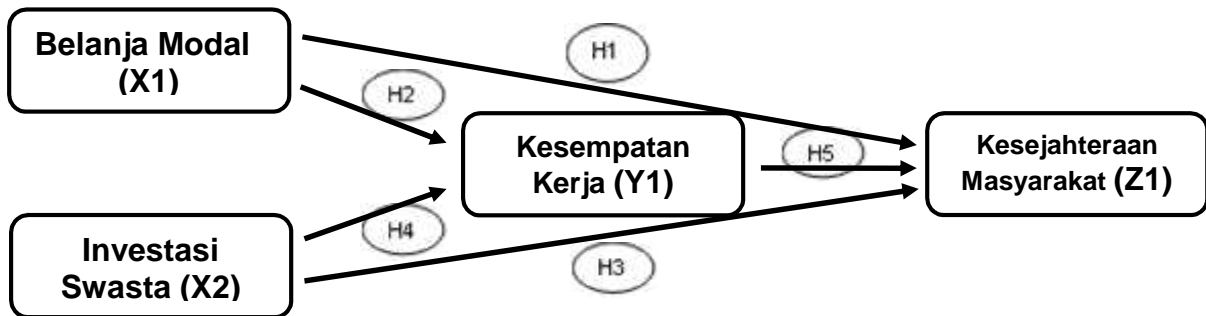 Belanja Modal
(X1)
H1
H2
Kesempatan
Kerja (Y1)
H5
Kesejahteraan
Masyarakat (Z1)
Investasi
Swasta (X2)
H4
H3